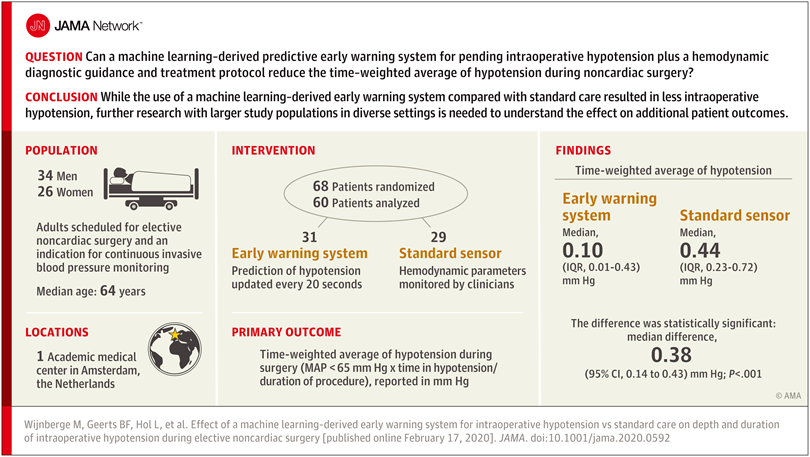 JN JAMA Network™
QUESTION Can a machine learning–derived predictive early warning system for pending intraoperative hypotension plus a hemodynamic
diagnostic guidance and treatment protocol reduce the time-weighted average of hypotension during noncardiac surgery?
CONCLUSION While the use of a machine learning–derived early warning system compared with standard care resulted in less intraoperative
hypotension, further research with larger study populations in diverse settings is needed to understand the effect on additional patient outcomes.
POPULATION
34 Men
26 Women
Adults scheduled for elective
noncardiac surgery and an
indication for continuous invasive
blood pressure monitoring
Median age: 64 years
LOCATIONS
1 Academic medical
center in Amsterdam,
the Netherlands
INTERVENTION
68 Patients randomized
60 Patients analyzed
31
Early warning system
Prediction of hypotension
updated every 20 seconds
29
Standard sensor
Hemodynamic parameters
monitored by clinicians
PRIMARY OUTCOME
Time-weighted average of hypotension during
surgery (MAP < 65 mm Hg x time in hypotension/
duration of procedure), reported in mm Hg
FINDINGS
Time-weighted average of hypotension
Early warning
system
Median,
0.10
(IQR, 0.01-0.43)
mm Hg
Standard sensor
Median,
0.44
(IQR, 0.23-0.72)
mm Hg
The difference was statistically significant:
median difference,
0.38
(95% CI, 0.14 to 0.43) mm Hg; P<.001
© AMA
Wijnberge M, Geerts BF, Hol L, et al. Effect of a machine learning-derived early warning system for intraoperative hypotension vs standard care on depth and duration
of intraoperative hypotension during elective noncardiac surgery [published online February 17, 2020]. JAMA. doi:10.1001/jama.2020.0592